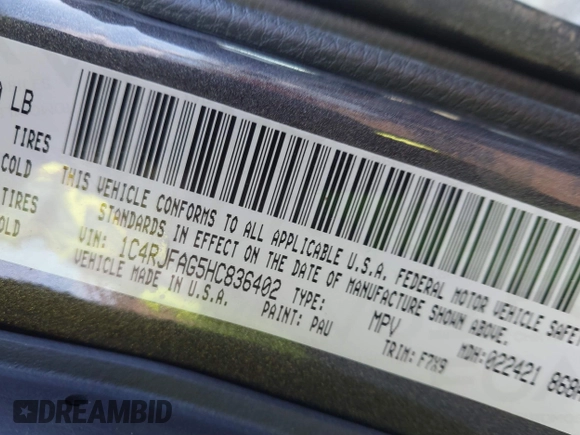 LB
TIRES
COLD
TIRES
COLD
THIS VEHICLE CONFORMS TO ALL APPLICABLE U.S.A. FEDERAL MOTOR VEHICLE SAFET
STANDARDS IN EFFECT ON THE DATE OF MANUFACTURE SHOWN ABOVE.
VIN: 1C4RJFAG5HC836402 TYPE: MPV MDH: 022421 868
VEHICLE MADE IN U.S.A. PAINT: PAU TRIM: F7X9
DREAMBID